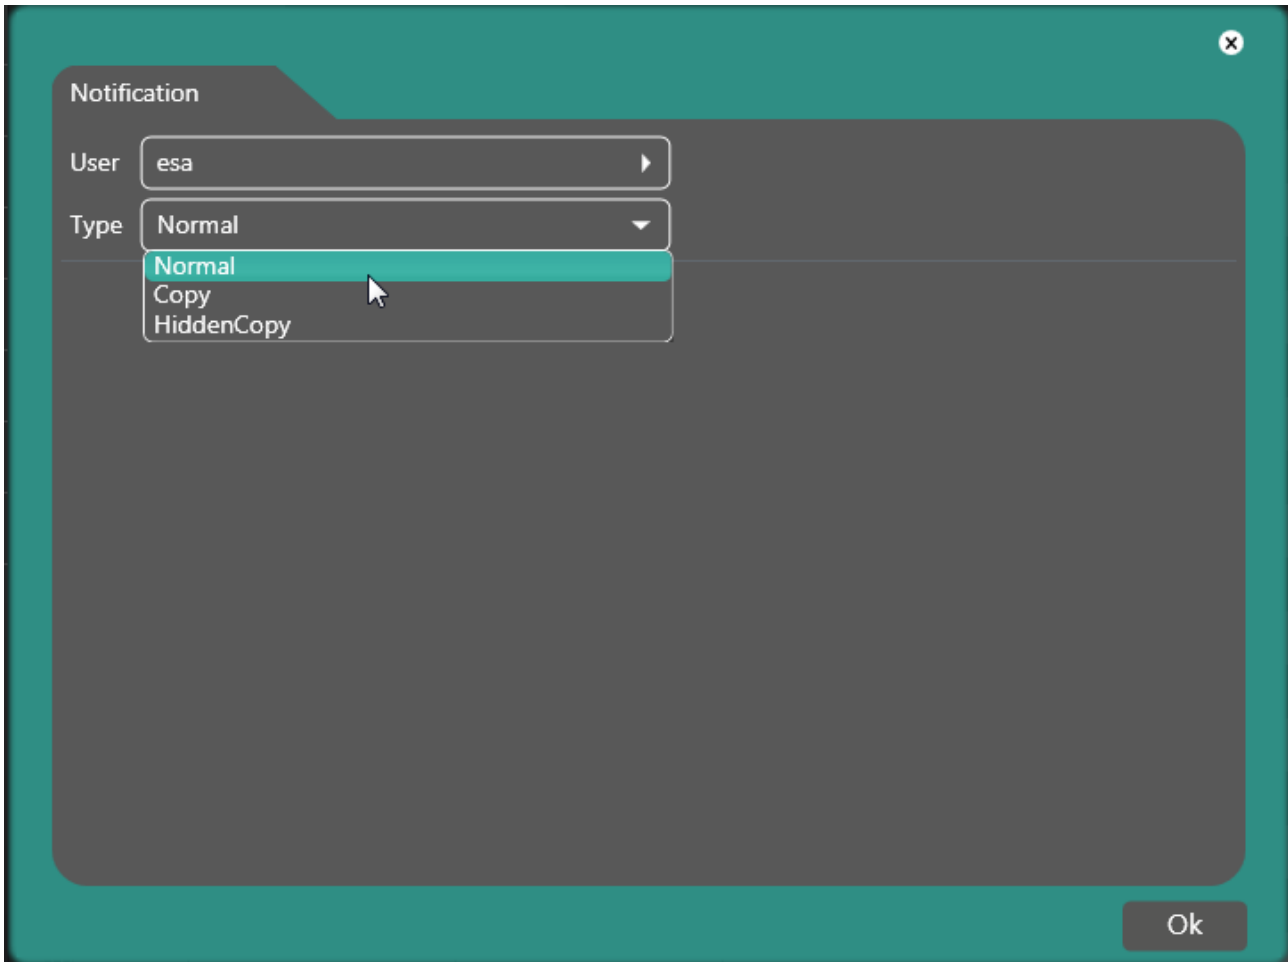 Notification
User esa
Type Normal
Normal
Copy
HiddenCopy
Ok